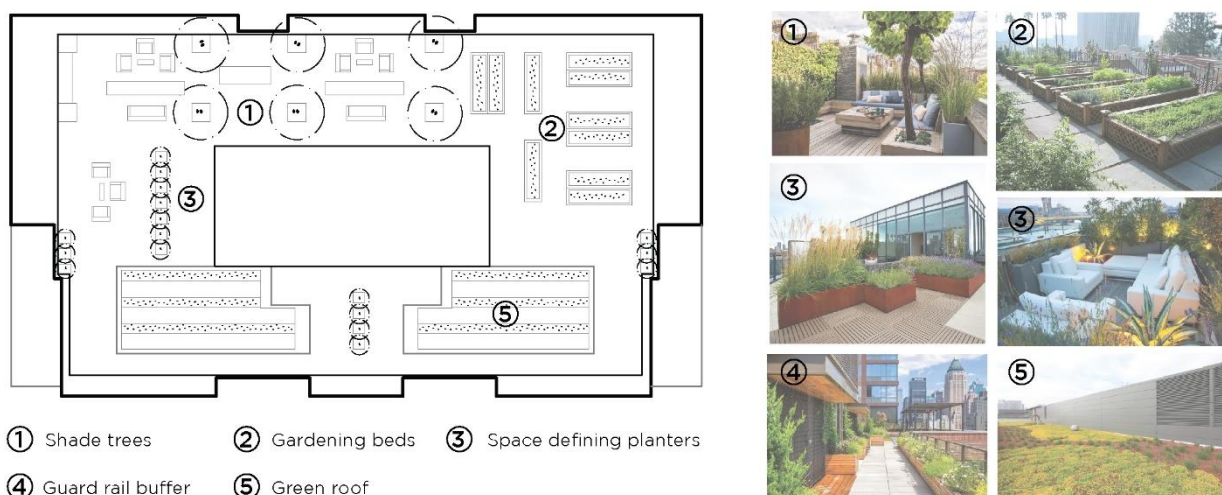 1
2
3
5
1 Shade trees
2 Gardening beds
3 Space defining planters
4 Guard rail buffer
5 Green roof
1
2
3
3
4
5